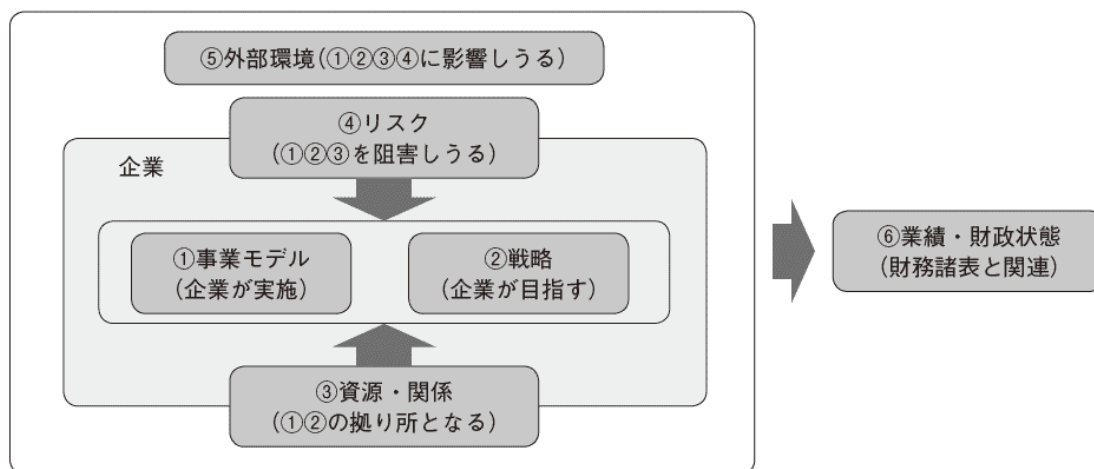 ⑤外部環境(①②③④に影響しうる)
④リスク
(①②③を阻害しうる)
企業
①事業モデル
(企業が実施)
②戦略
(企業が目指す)
③資源・関係
(①②の拠り所となる)
⑥業績・財政状態
(財務諸表と関連)